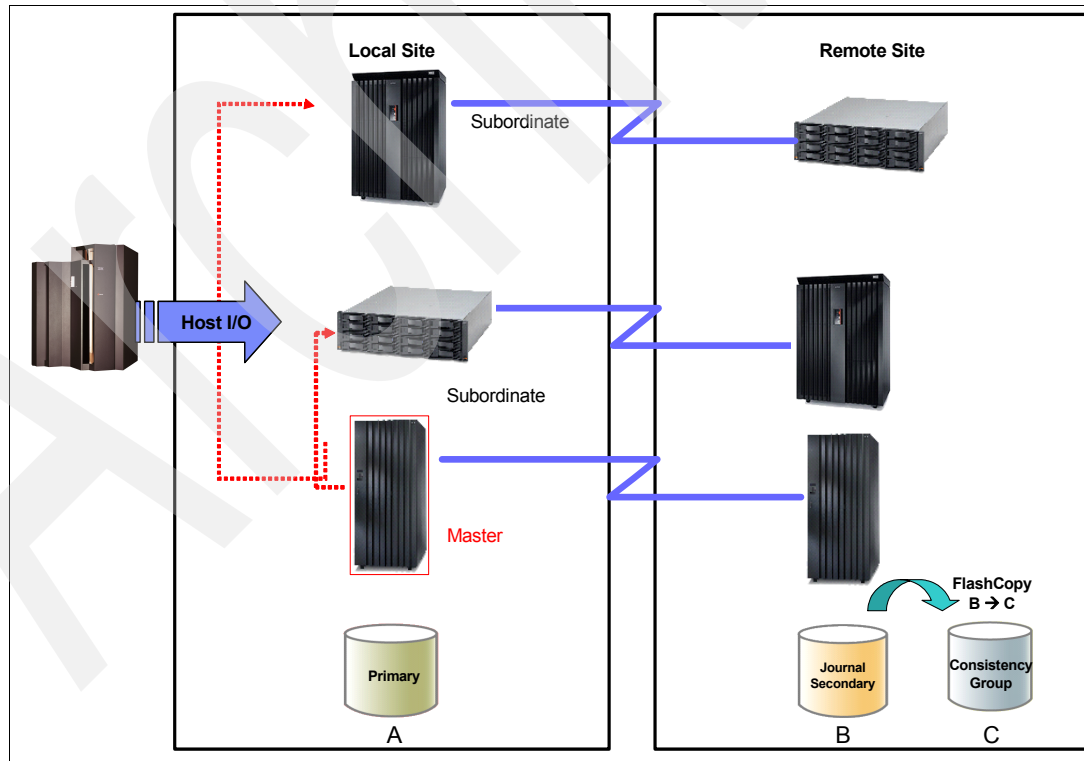 Local Site
Remote Site
Subordinate
Host I/O
Subordinate
Master
FlashCopy
B → C
Primary
Journal
Secondary
Consistency
Group
A
B
C